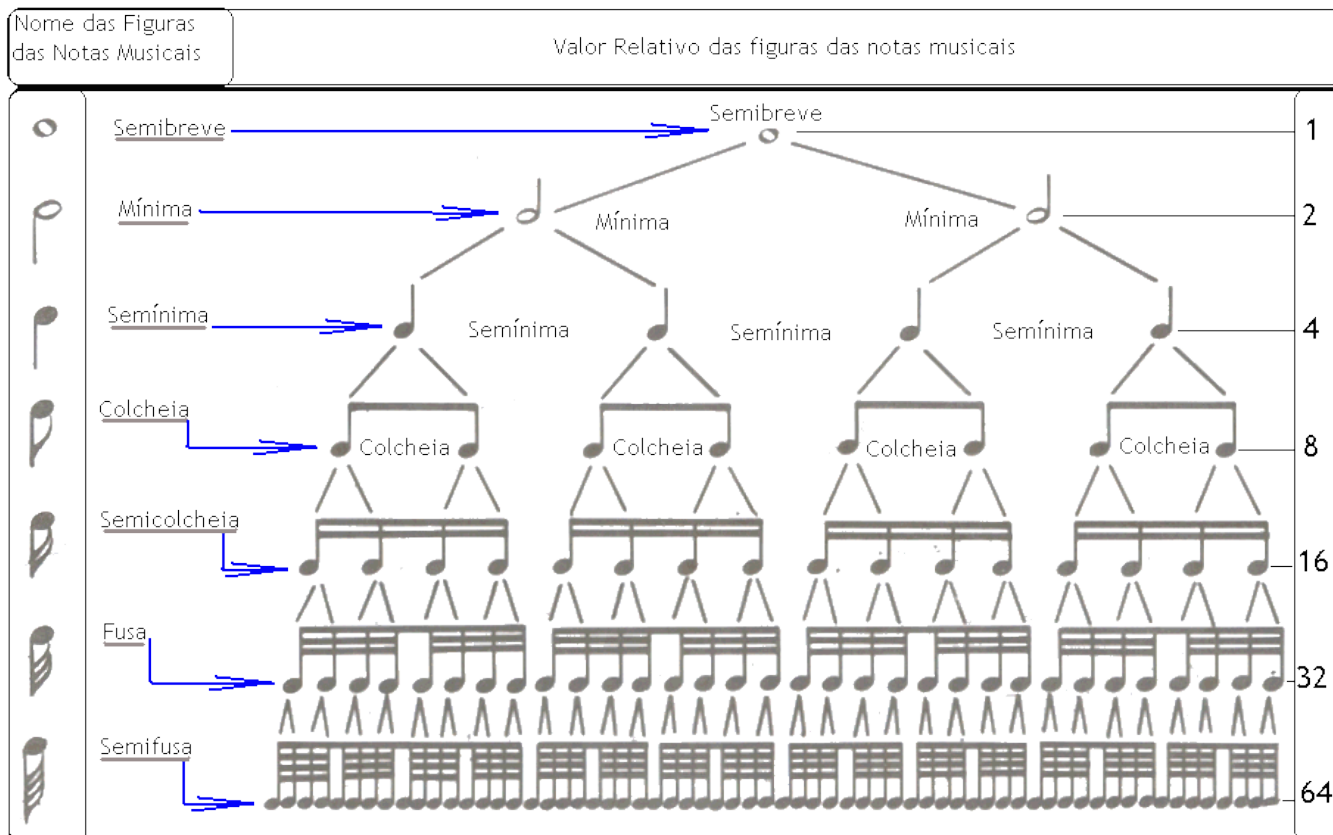 Nome das Figuras
das Notas Musicais
Valor Relativo das figuras das notas musicais
Semibreve
Semibreve
1
Mínima
Mínima
Mínima
2
Semínima
Semínima
Semínima
Semínima
4
Colcheia
Colcheia
Colcheia
Colcheia
Colcheia
8
Semicolcheia
16
Fusa
32
Semifusa
64